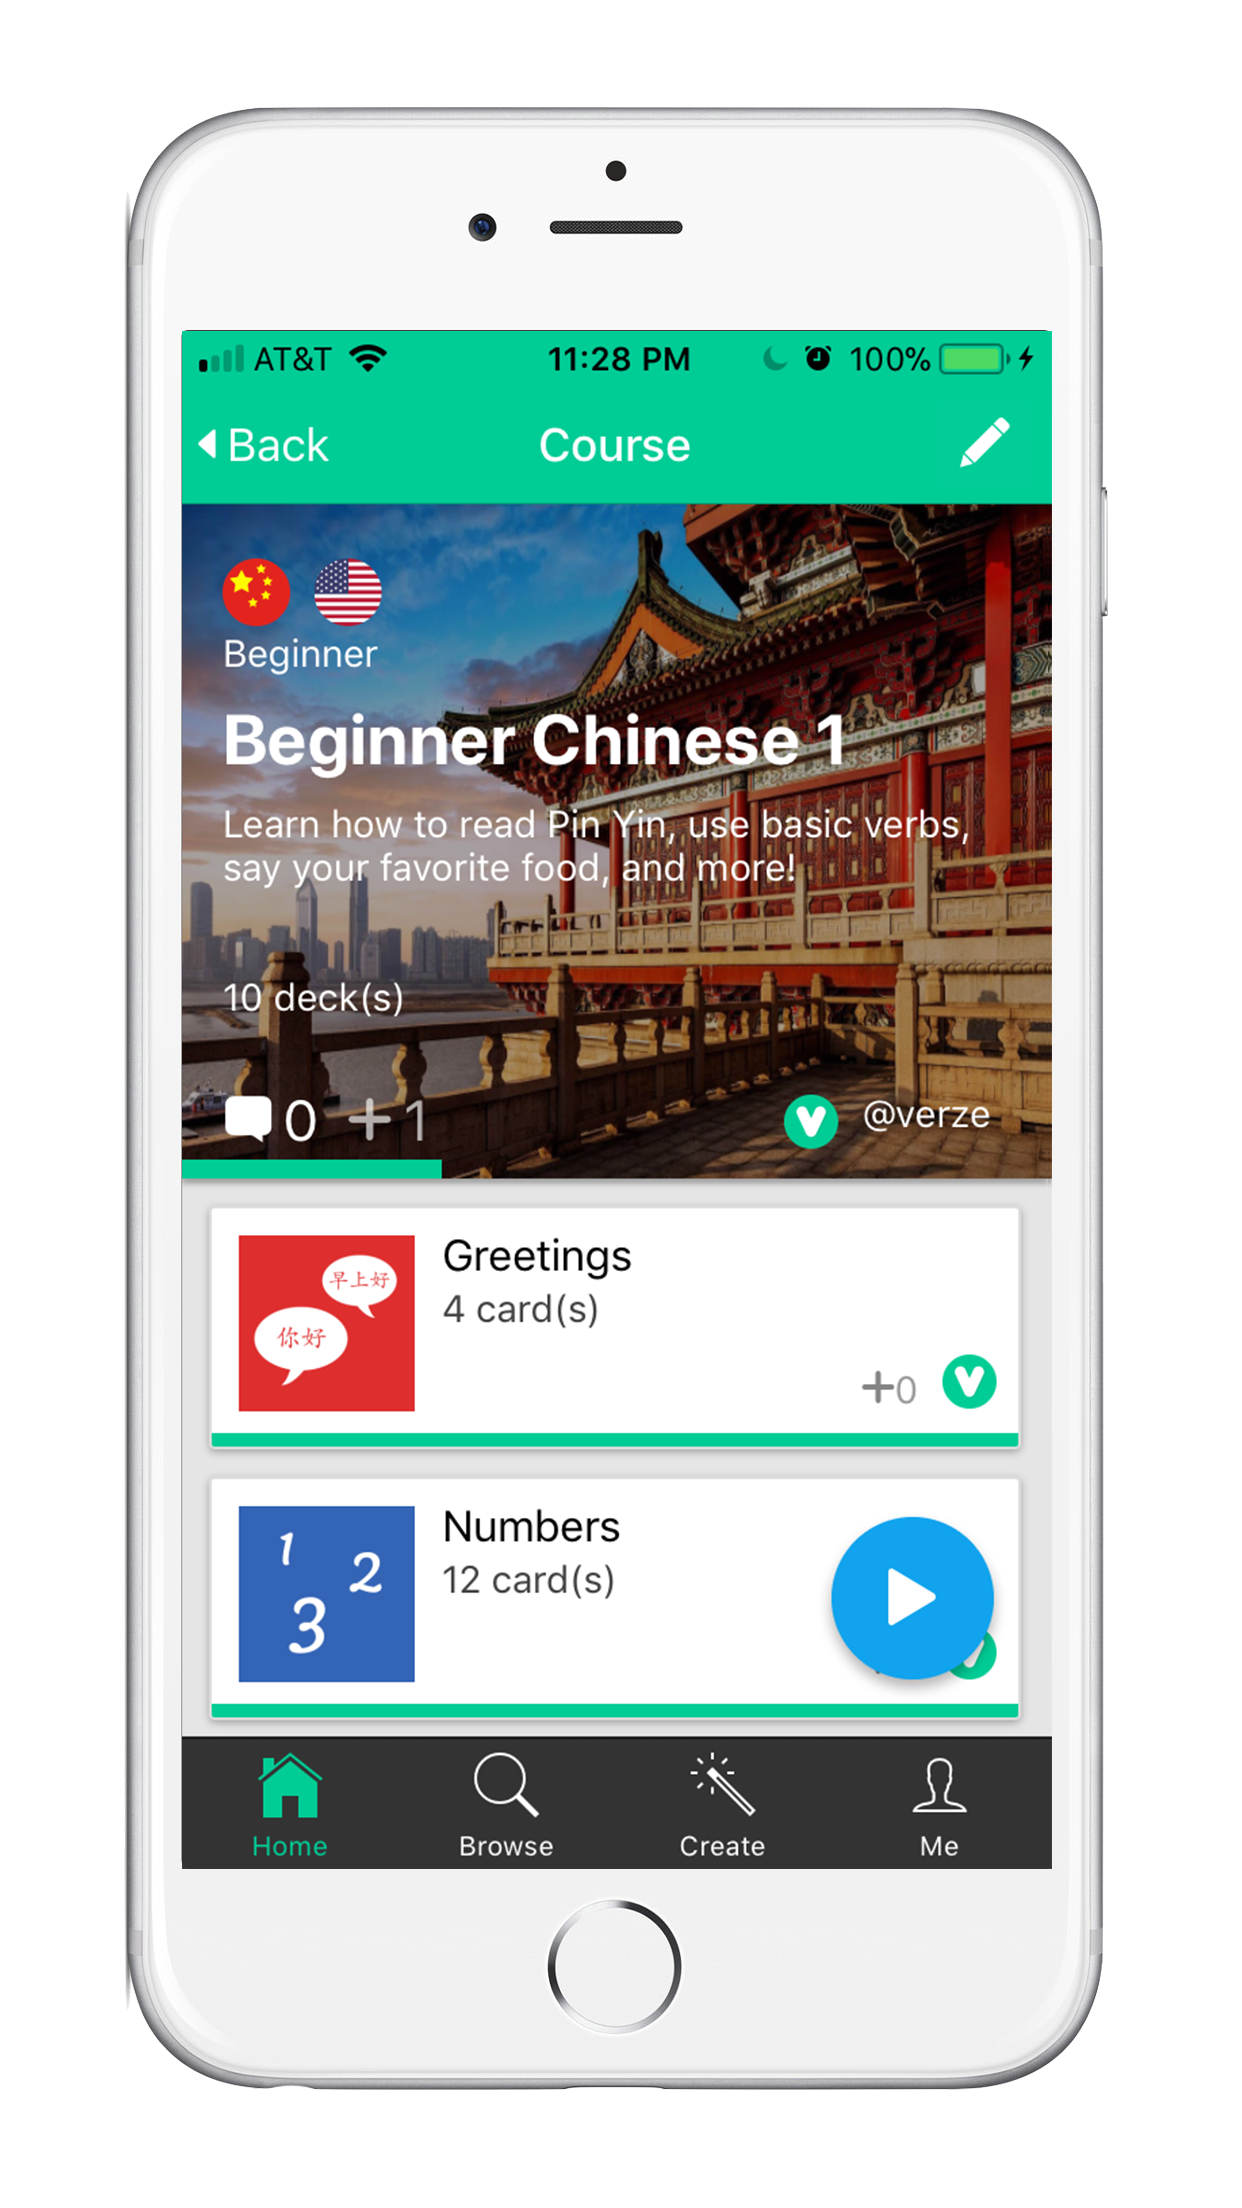 AT&T 11:28 PM 100%
Back Course
Beginner
Beginner Chinese 1
Learn how to read Pin Yin, use basic verbs,
say your favorite food, and more!
10 deck(s)
0 +1 @verze
早上好
你好
Greetings
4 card(s)
+0
1 2
3
Numbers
12 card(s)
Home Browse Create Me